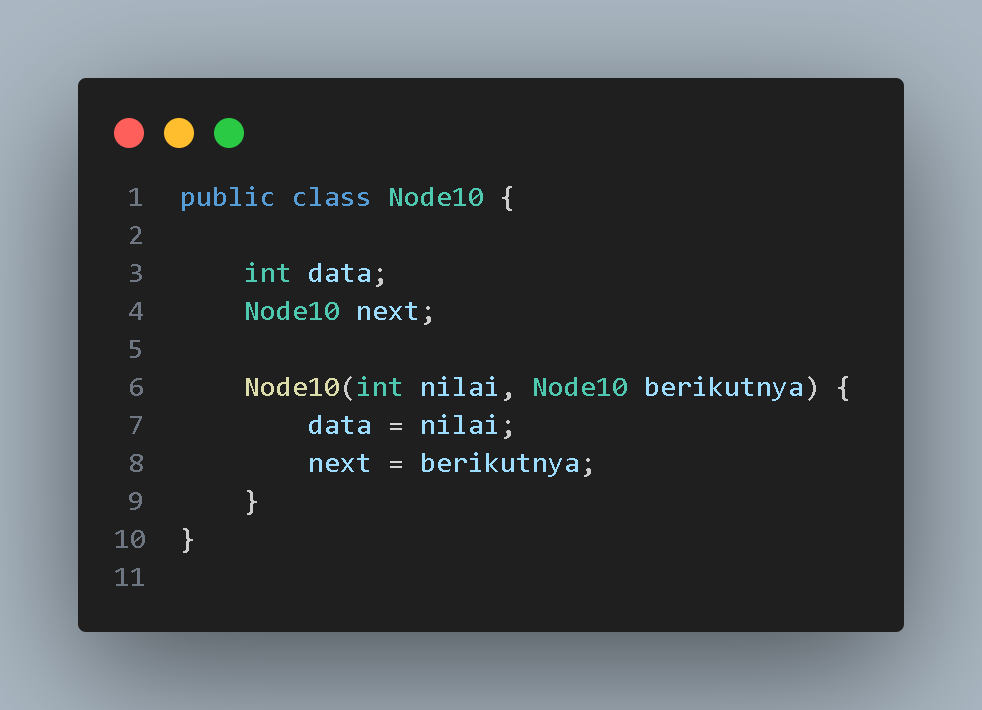 1 public class Node10 {
2
3     int data;
4     Node10 next;
5
6     Node10(int nilai, Node10 berikutnya) {
7         data = nilai;
8         next = berikutnya;
9     }
10 }
11